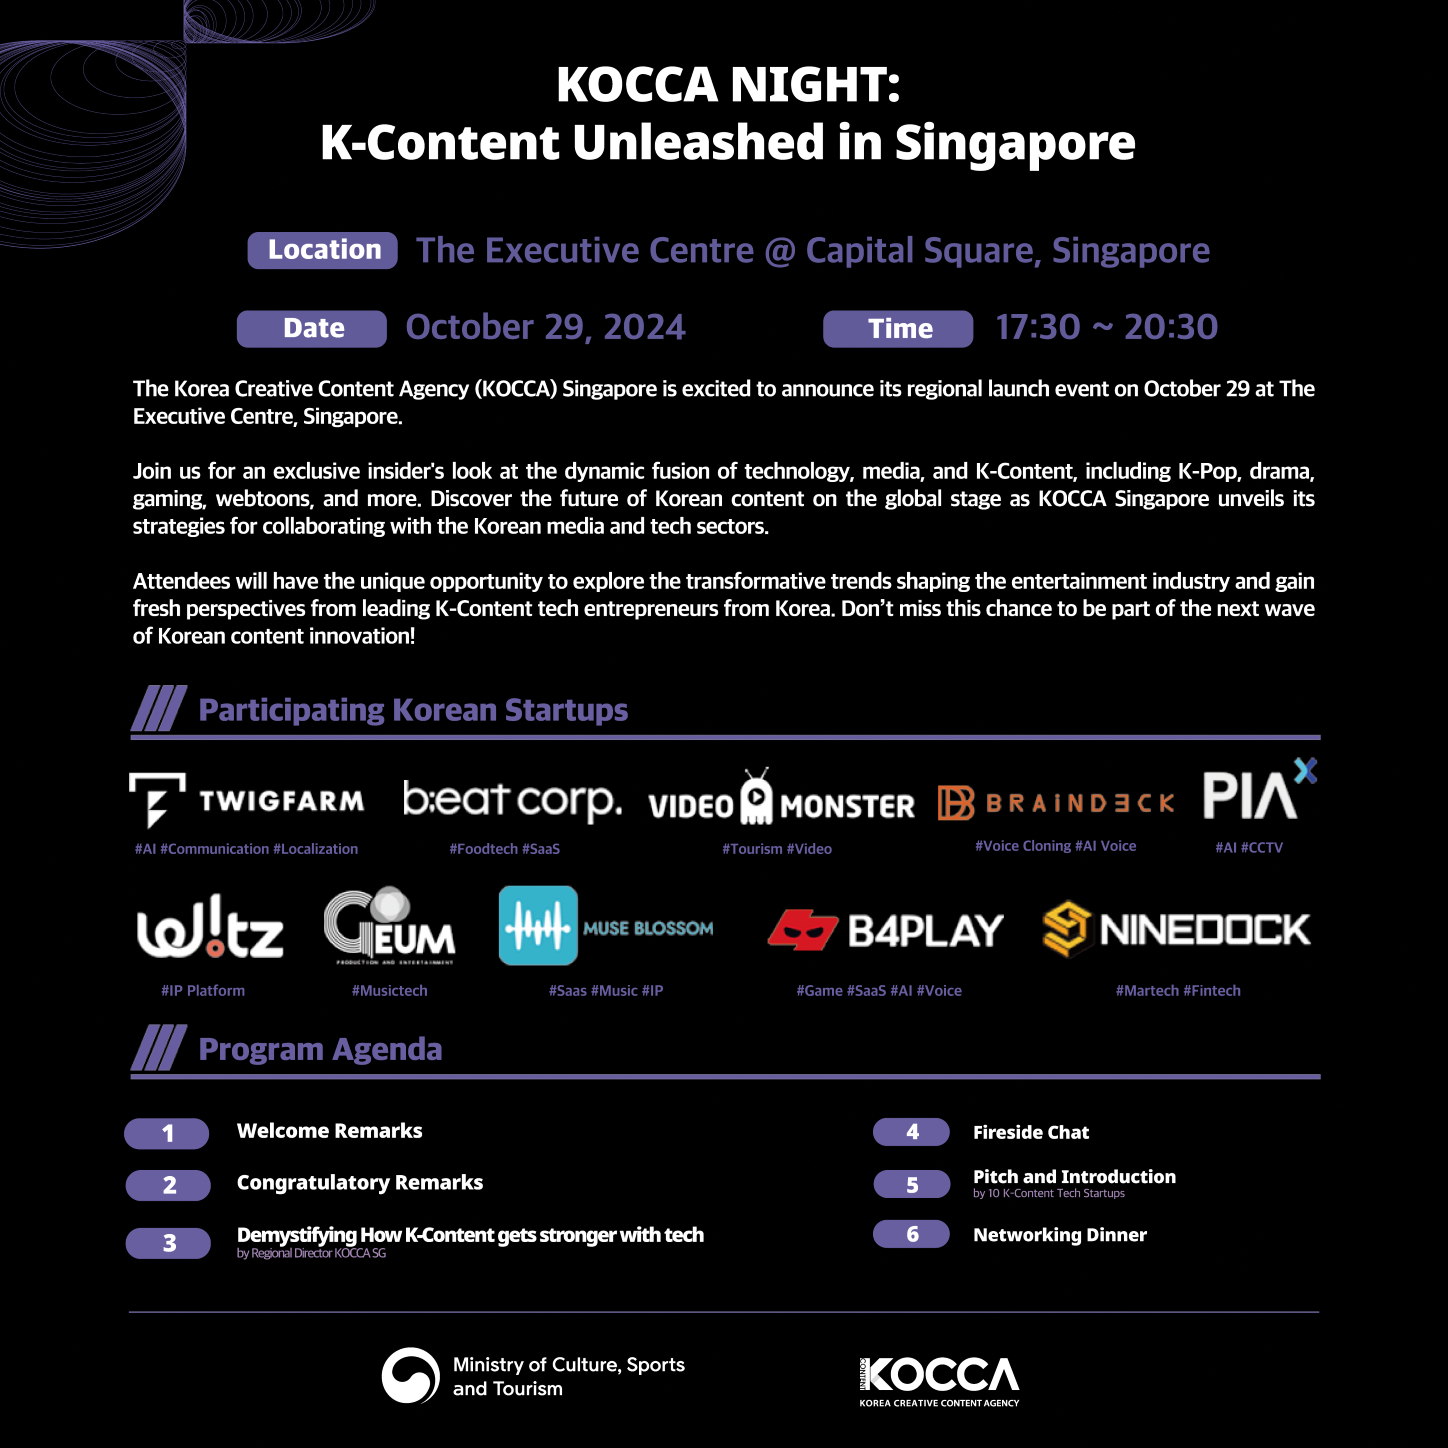 KOCCA NIGHT:
K-Content Unleashed in Singapore
Location The Executive Centre @ Capital Square, Singapore
Date October 29, 2024 Time 17:30 ~ 20:30
The Korea Creative Content Agency (KOCCA) Singapore is excited to announce its regional launch event on October 29 at The
Executive Centre, Singapore.
Join us for an exclusive insider's look at the dynamic fusion of technology, media, and K-Content, including K-Pop, drama,
gaming, webtoons, and more. Discover the future of Korean content on the global stage as KOCCA Singapore unveils its
strategies for collaborating with the Korean media and tech sectors.
Attendees will have the unique opportunity to explore the transformative trends shaping the entertainment industry and gain
fresh perspectives from leading K-Content tech entrepreneurs from Korea. Don’t miss this chance to be part of the next wave
of Korean content innovation!
Participating Korean Startups
TWIGFARM b:eat corp. VIDEO MONSTER BRAINDECK PIA
#AI #Communication #Localization #Foodtech #SaaS #Tourism #Video #Voice Cloning #AI Voice #AI #CCTV
W!tz GEUM MUSE BLOSSOM B4PLAY NINEDOCK
PRODUCTION AND ENTERTAINMENT
#IP Platform #Musictech #Saas #Music #IP #Game #SaaS #AI #Voice #Martech #Fintech
Program Agenda
1 Welcome Remarks
2 Congratulatory Remarks
3 Demystifying How K-Content gets stronger with tech
by Regional Director KOCCA SG
4 Fireside Chat
5 Pitch and Introduction
by 10 K-Content Tech Startups
6 Networking Dinner
Ministry of Culture, Sports
and Tourism
CONTENT KOCCA
KOREA CREATIVE CONTENT AGENCY